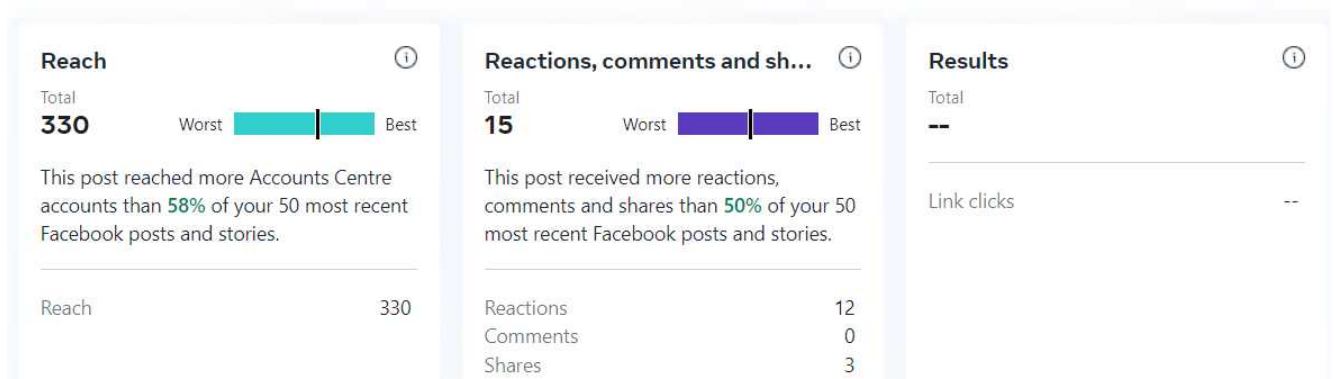 Reach
Total
330
Worst
Best
This post reached more Accounts Centre
accounts than 58% of your 50 most recent
Facebook posts and stories.
Reach 330
Reactions, comments and sh...
Total
15
Worst
Best
This post received more reactions,
comments and shares than 50% of your 50
most recent Facebook posts and stories.
Reactions 12
Comments 0
Shares 3
Results
Total
--
Link clicks --